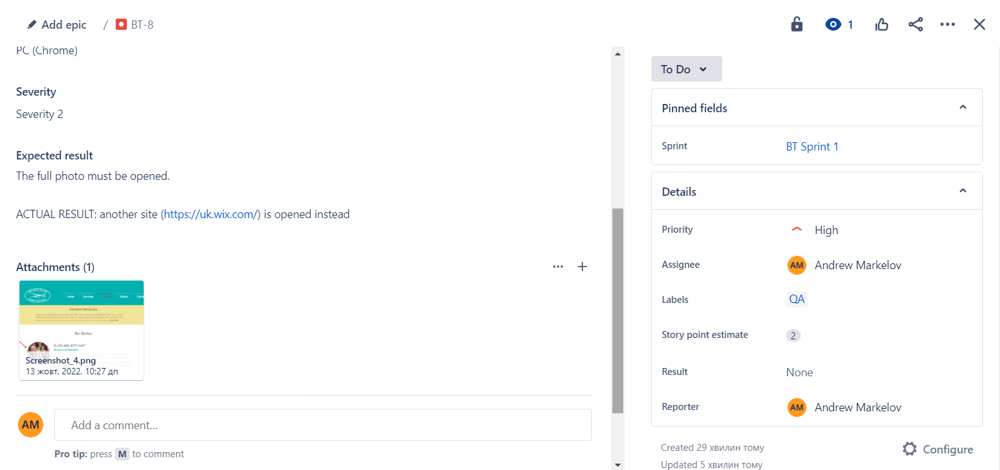 Add epic / BT-8
1
PC (Chrome)
Severity
Severity 2
Expected result
The full photo must be opened.
ACTUAL RESULT: another site (https://uk.wix.com/) is opened instead
Attachments (1)
Home Services Gallery
Attention Hairstylists
Our Stylists
ELLEN AND JEFF HUNT
Owners and Operators
Screenshot_4.png
13 жовт. 2022, 10:27 дп
AM
Add a comment...
Pro tip: press M to comment
To Do
Pinned fields
Sprint BT Sprint 1
Details
Priority High
Assignee AM Andrew Markelov
Labels QA
Story point estimate 2
Result None
Reporter AM Andrew Markelov
Created 29 хвилин тому
Updated 5 хвилин тому
Configure